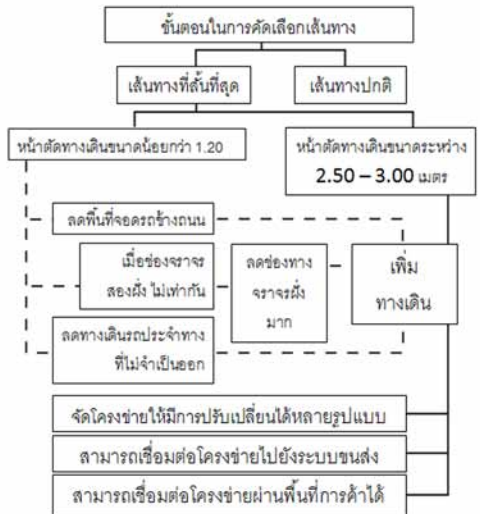 ขั้นตอนในการคัดเลือกเส้นทาง
เส้นทางที่สั้นที่สุด
เส้นทางปกติ
หน้าตัดทางเดินขนาดน้อยกว่า 1.20
หน้าตัดทางเดินขนาดระหว่าง
2.50 – 3.00 เมตร
ลดพื้นที่จอดรถข้างถนน
เมื่อช่องจราจร
สองฝั่ง ไม่เท่ากัน
ลดช่องทาง
จราจรฝั่ง
มาก
เพิ่ม
ทางเดิน
ลดทางเดินรถประจำทาง
ที่ไม่จำเป็นออก
จัดโครงข่ายให้มีการปรับเปลี่ยนได้หลายรูปแบบ
สามารถเชื่อมต่อโครงข่ายไปยังระบบขนส่ง
สามารถเชื่อมต่อโครงข่ายผ่านพื้นที่การค้าได้